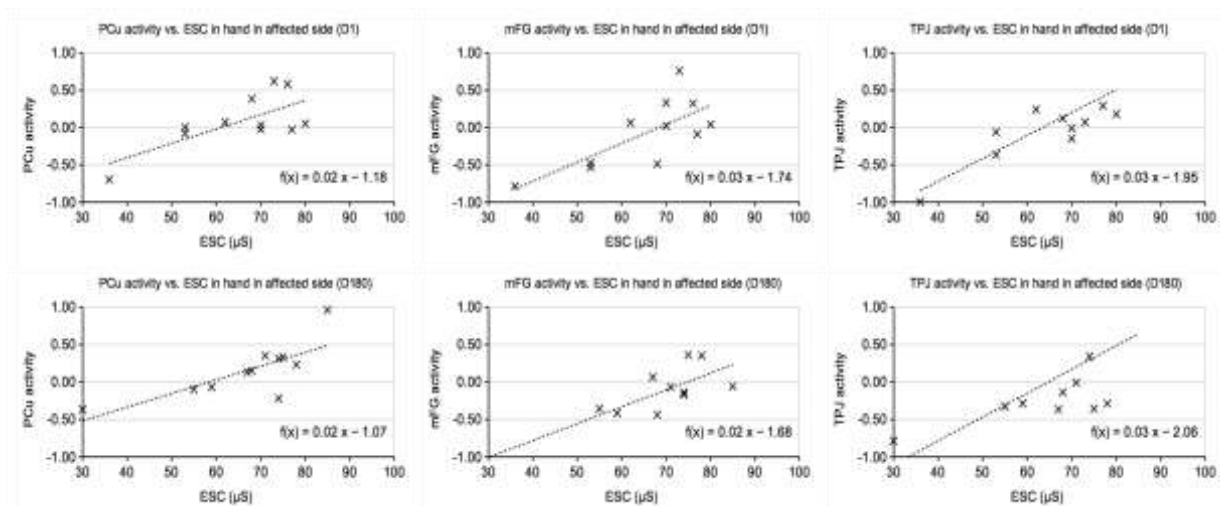 PCu activity vs. ESC in hand in affected side (D1)
1.00
0.50
0.00
−0.50
−1.00
PCu activity
f(x) = 0.02 x − 1.18
30 40 50 60 70 80 90 100
ESC (µS)
mFG activity vs. ESC in hand in affected side (D1)
1.00
0.50
0.00
−0.50
−1.00
mFG activity
f(x) = 0.03 x − 1.74
30 40 50 60 70 80 90 100
ESC (µS)
TPJ activity vs. ESC in hand in affected side (D1)
1.00
0.50
0.00
−0.50
−1.00
TPJ activity
f(x) = 0.03 x − 1.95
30 40 50 60 70 80 90 100
ESC (µS)
PCu activity vs. ESC in hand in affected side (D180)
1.00
0.50
0.00
−0.50
−1.00
PCu activity
f(x) = 0.02 x − 1.07
30 40 50 60 70 80 90 100
ESC (µS)
mFG activity vs. ESC in hand in affected side (D180)
1.00
0.50
0.00
−0.50
−1.00
mFG activity
f(x) = 0.02 x − 1.68
30 40 50 60 70 80 90 100
ESC (µS)
TPJ activity vs. ESC in hand in affected side (D180)
1.00
0.50
0.00
−0.50
−1.00
TPJ activity
f(x) = 0.03 x − 2.06
30 40 50 60 70 80 90 100
ESC (µS)